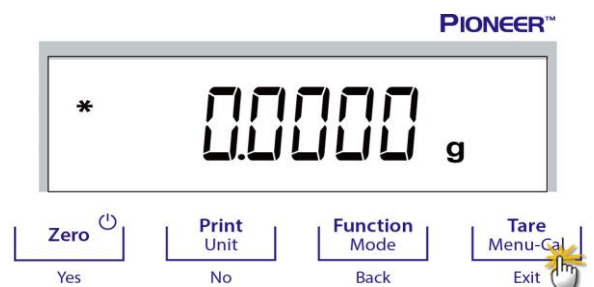 PIONEER™
* 0.0000 g
Zero Print Function Tare
Unit Mode Menu-Cal
Yes No Back Exit